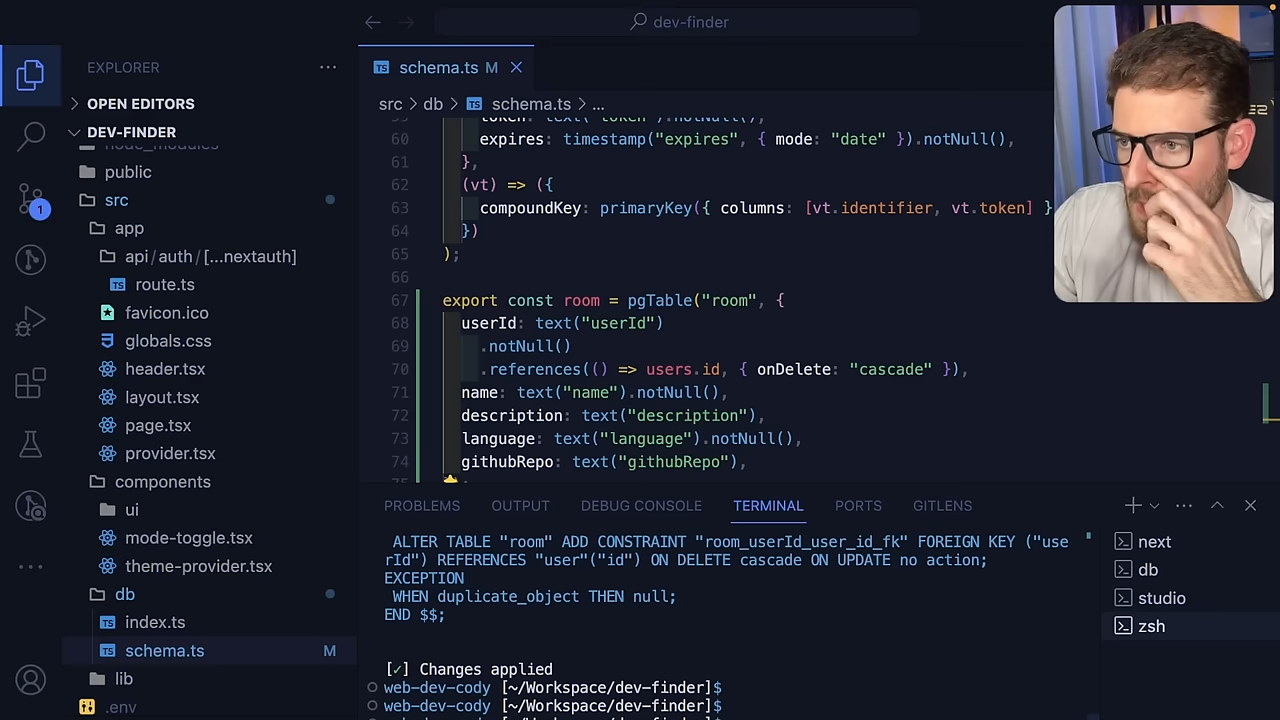 dev-finder
EXPLORER
OPEN EDITORS
DEV-FINDER
node_modules
public
src
app
api/auth/[...nextauth]
route.ts
favicon.ico
globals.css
header.tsx
layout.tsx
page.tsx
provider.tsx
components
ui
mode-toggle.tsx
theme-provider.tsx
db
index.ts
schema.ts M
lib
.env
1
schema.ts M
src > db > schema.ts > ...
59 token: text("token").notNull(),
60 expires: timestamp("expires", { mode: "date" }).notNull(),
61 },
62 (vt) => ({
63 compoundKey: primaryKey({ columns: [vt.identifier, vt.token] }
64 })
65 );
66
67 export const room = pgTable("room", {
68 userId: text("userId")
69 .notNull()
70 .references(() => users.id, { onDelete: "cascade" }),
71 name: text("name").notNull(),
72 description: text("description"),
73 language: text("language").notNull(),
74 githubRepo: text("githubRepo"),
PROBLEMS OUTPUT DEBUG CONSOLE TERMINAL PORTS GITLENS
ALTER TABLE "room" ADD CONSTRAINT "room_userId_user_id_fk" FOREIGN KEY ("use
rId") REFERENCES "user"("id") ON DELETE cascade ON UPDATE no action;
EXCEPTION
WHEN duplicate_object THEN null;
END $$;
[✓] Changes applied
web-dev-cody [~/Workspace/dev-finder]$
web-dev-cody [~/Workspace/dev-finder]$
next
db
studio
zsh